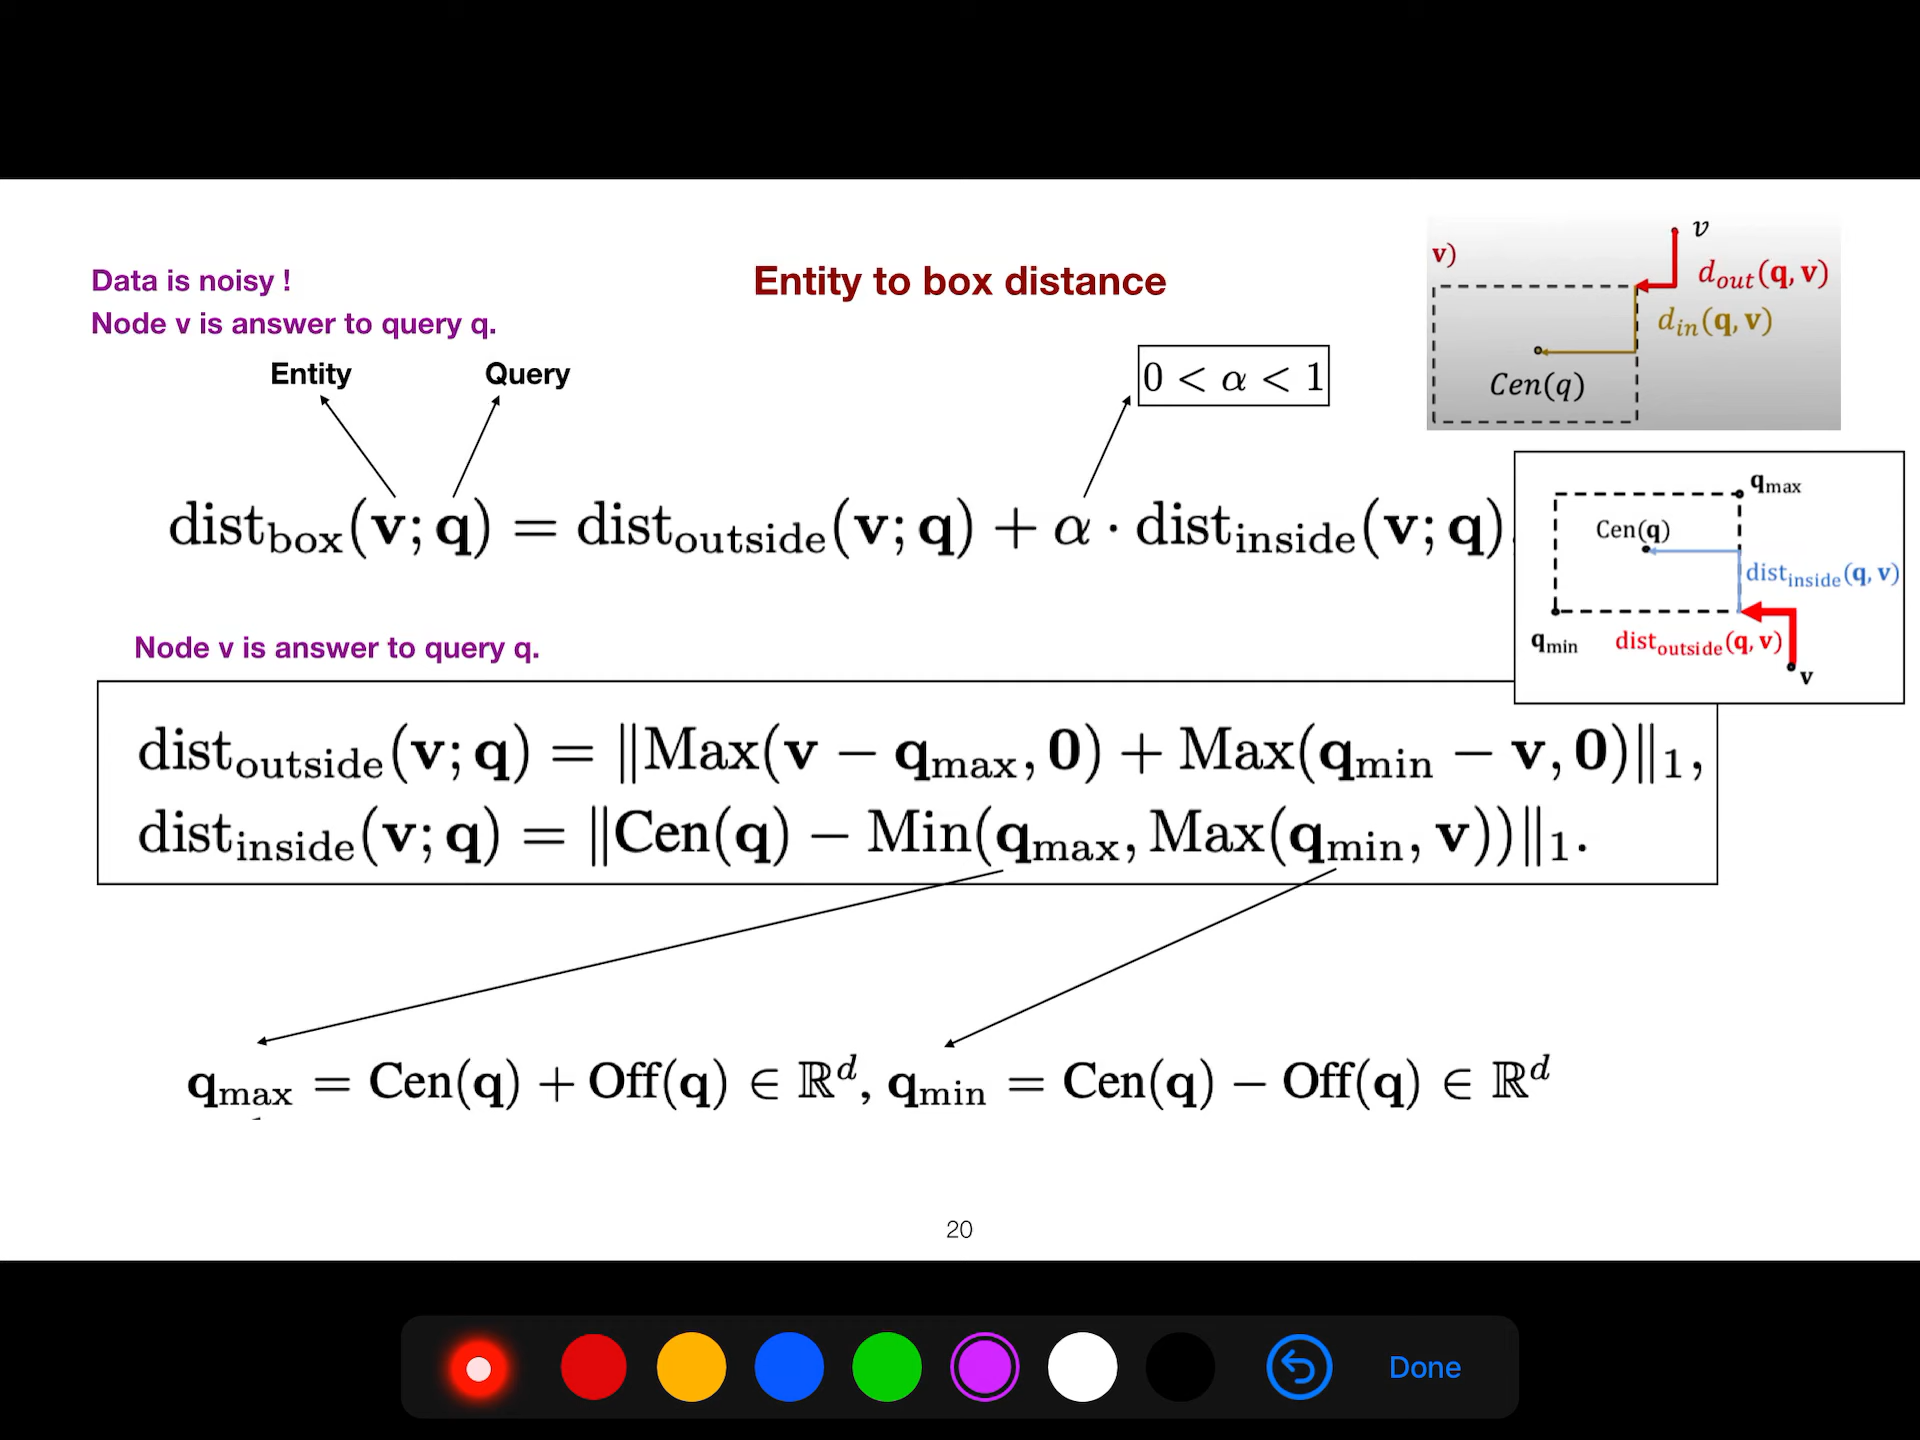 Data is noisy !
Node v is answer to query q.
Entity to box distance
Entity
Query
0 < α < 1
v)
v
d_out(q, v)
d_in(q, v)
Cen(q)
dist_box(v; q) = dist_outside(v; q) + α · dist_inside(v; q)
q_max
Cen(q)
dist_inside(q, v)
q_min
dist_outside(q, v)
v
Node v is answer to query q.
dist_outside(v; q) = ‖Max(v − q_max, 0) + Max(q_min − v, 0)‖_1,
dist_inside(v; q) = ‖Cen(q) − Min(q_max, Max(q_min, v))‖_1.
q_max = Cen(q) + Off(q) ∈ ℝ^d, q_min = Cen(q) − Off(q) ∈ ℝ^d
20
Done